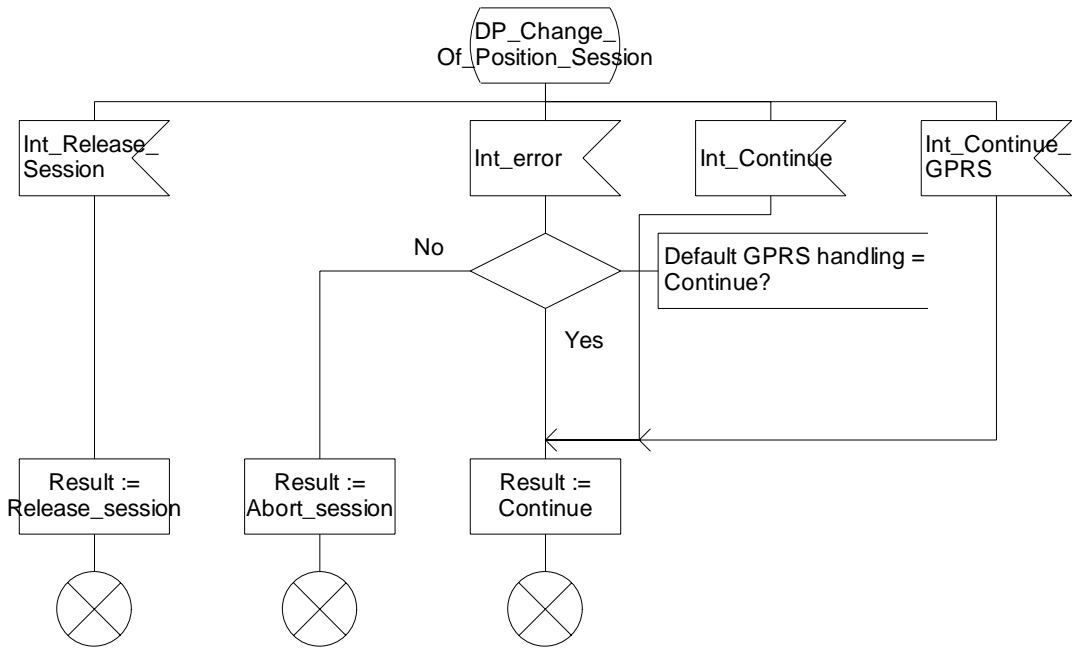 DP_Change_
Of_Position_Session
Int_Release_
Session
Int_error
Int_Continue
Int_Continue_
GPRS
No
Default GPRS handling =
Continue?
Yes
Result :=
Release_session
Result :=
Abort_session
Result :=
Continue